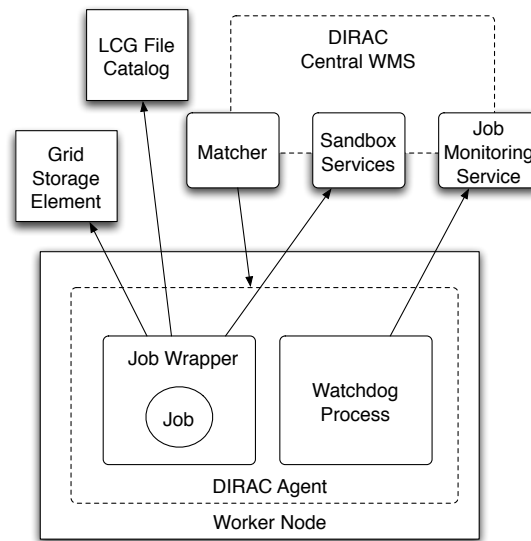 LCG File
Catalog
DIRAC
Central WMS
Matcher
Sandbox
Services
Job
Monitoring
Service
Grid
Storage
Element
Job Wrapper
Job
Watchdog
Process
DIRAC Agent
Worker Node